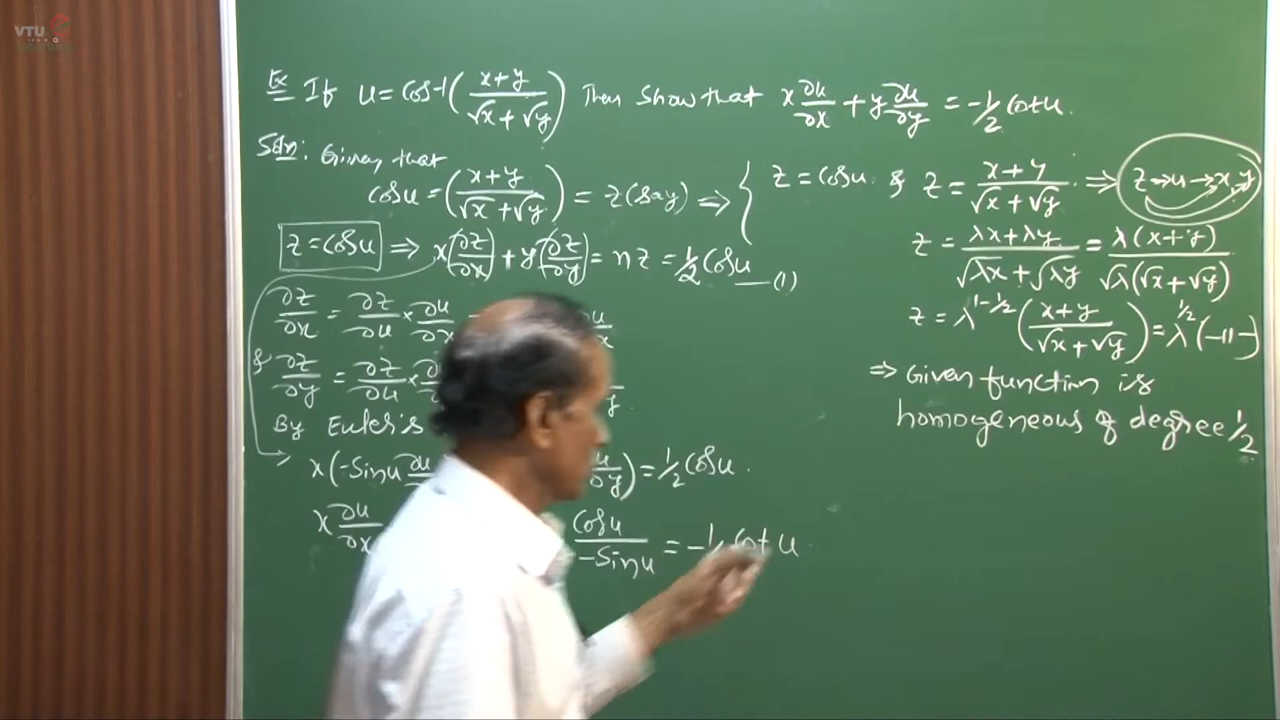 VTU
Ex If u = cos⁻¹((x+y)/(√x+√y)) Then Show that x ∂u/∂x + y ∂u/∂y = -1/2 cot u.
Soln: Given that
cos u = ((x+y)/(√x+√y)) = z (say) ⇒ {
z = cos u & z = (x+y)/(√x+√y) ⇒ z→u→x,y
z = (λx+λy)/(√λx+√λy) = λ(x+y)/(√λ(√x+√y))
z = λ^(1-1/2) ((x+y)/(√x+√y)) = λ^(1/2) (-11-)
⇒ Given function is
homogeneous of degree 1/2
z = cos u ⇒ x(∂z/∂x) + y(∂z/∂y) = nz = 1/2 cos u —(1)
∂z/∂x = ∂z/∂u × ∂u/∂x
& ∂z/∂y = ∂z/∂u ×
By Euler's
x(-sin u ∂u = 1/2 cos u.
x ∂u/∂x cos u/-sin u = -1/2 cot u.